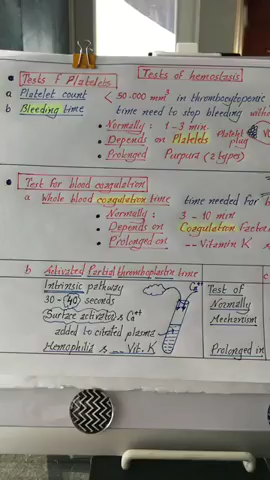 Tests of hemostasis
• Tests f Platelets
a Platelet count < 50.000 mm³ in thrombocytopenic
b Bleeding time time need to stop bleeding
• Normally : 1 - 3 min.
• Depends on Platelets Platelet plug
• Prolonged Purpura (2 types)
• Test for blood coagulation
a Whole blood coagulation time time needed for
• Normally : 3 - 10 min
• Depends on Coagulation
• Prolonged on -- Vitamin K
b Activated Partial thromboplastin time
Intrinsic pathway
30 - 40 seconds
Surface activator & Ca++
added to citrated plasma
Hemophilia & -- Vit. K
Ca++
Test of
Normally
Mechanism
Prolonged in